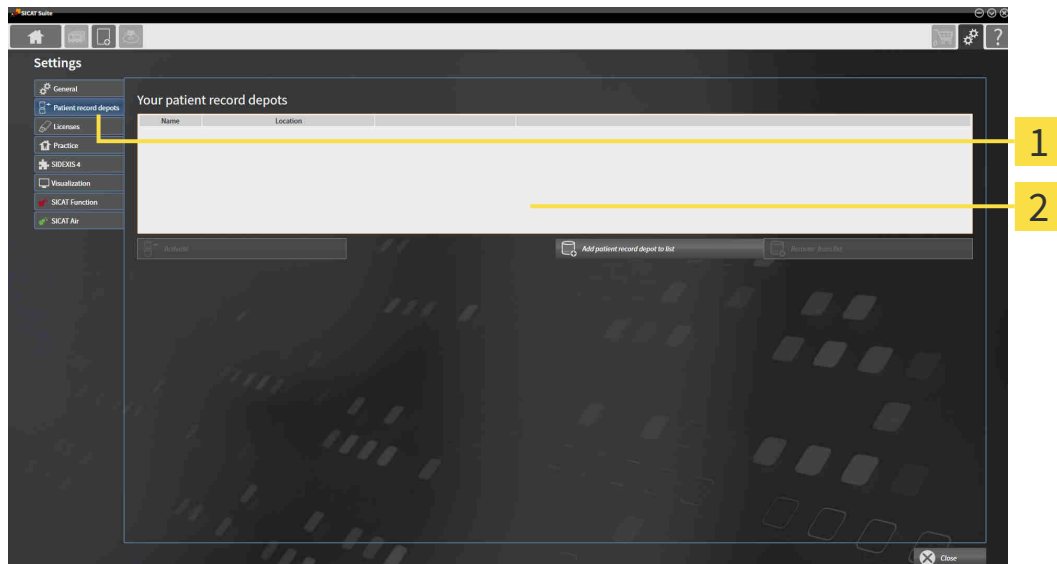 SICAT Suite
?
Settings
General
Patient record depots
Licenses
Practice
SIDEXIS 4
Visualization
SICAT Function
SICAT Air
Your patient record depots
Name Location
Activate
Add patient record depot to list
Remove from list
Close
1
2